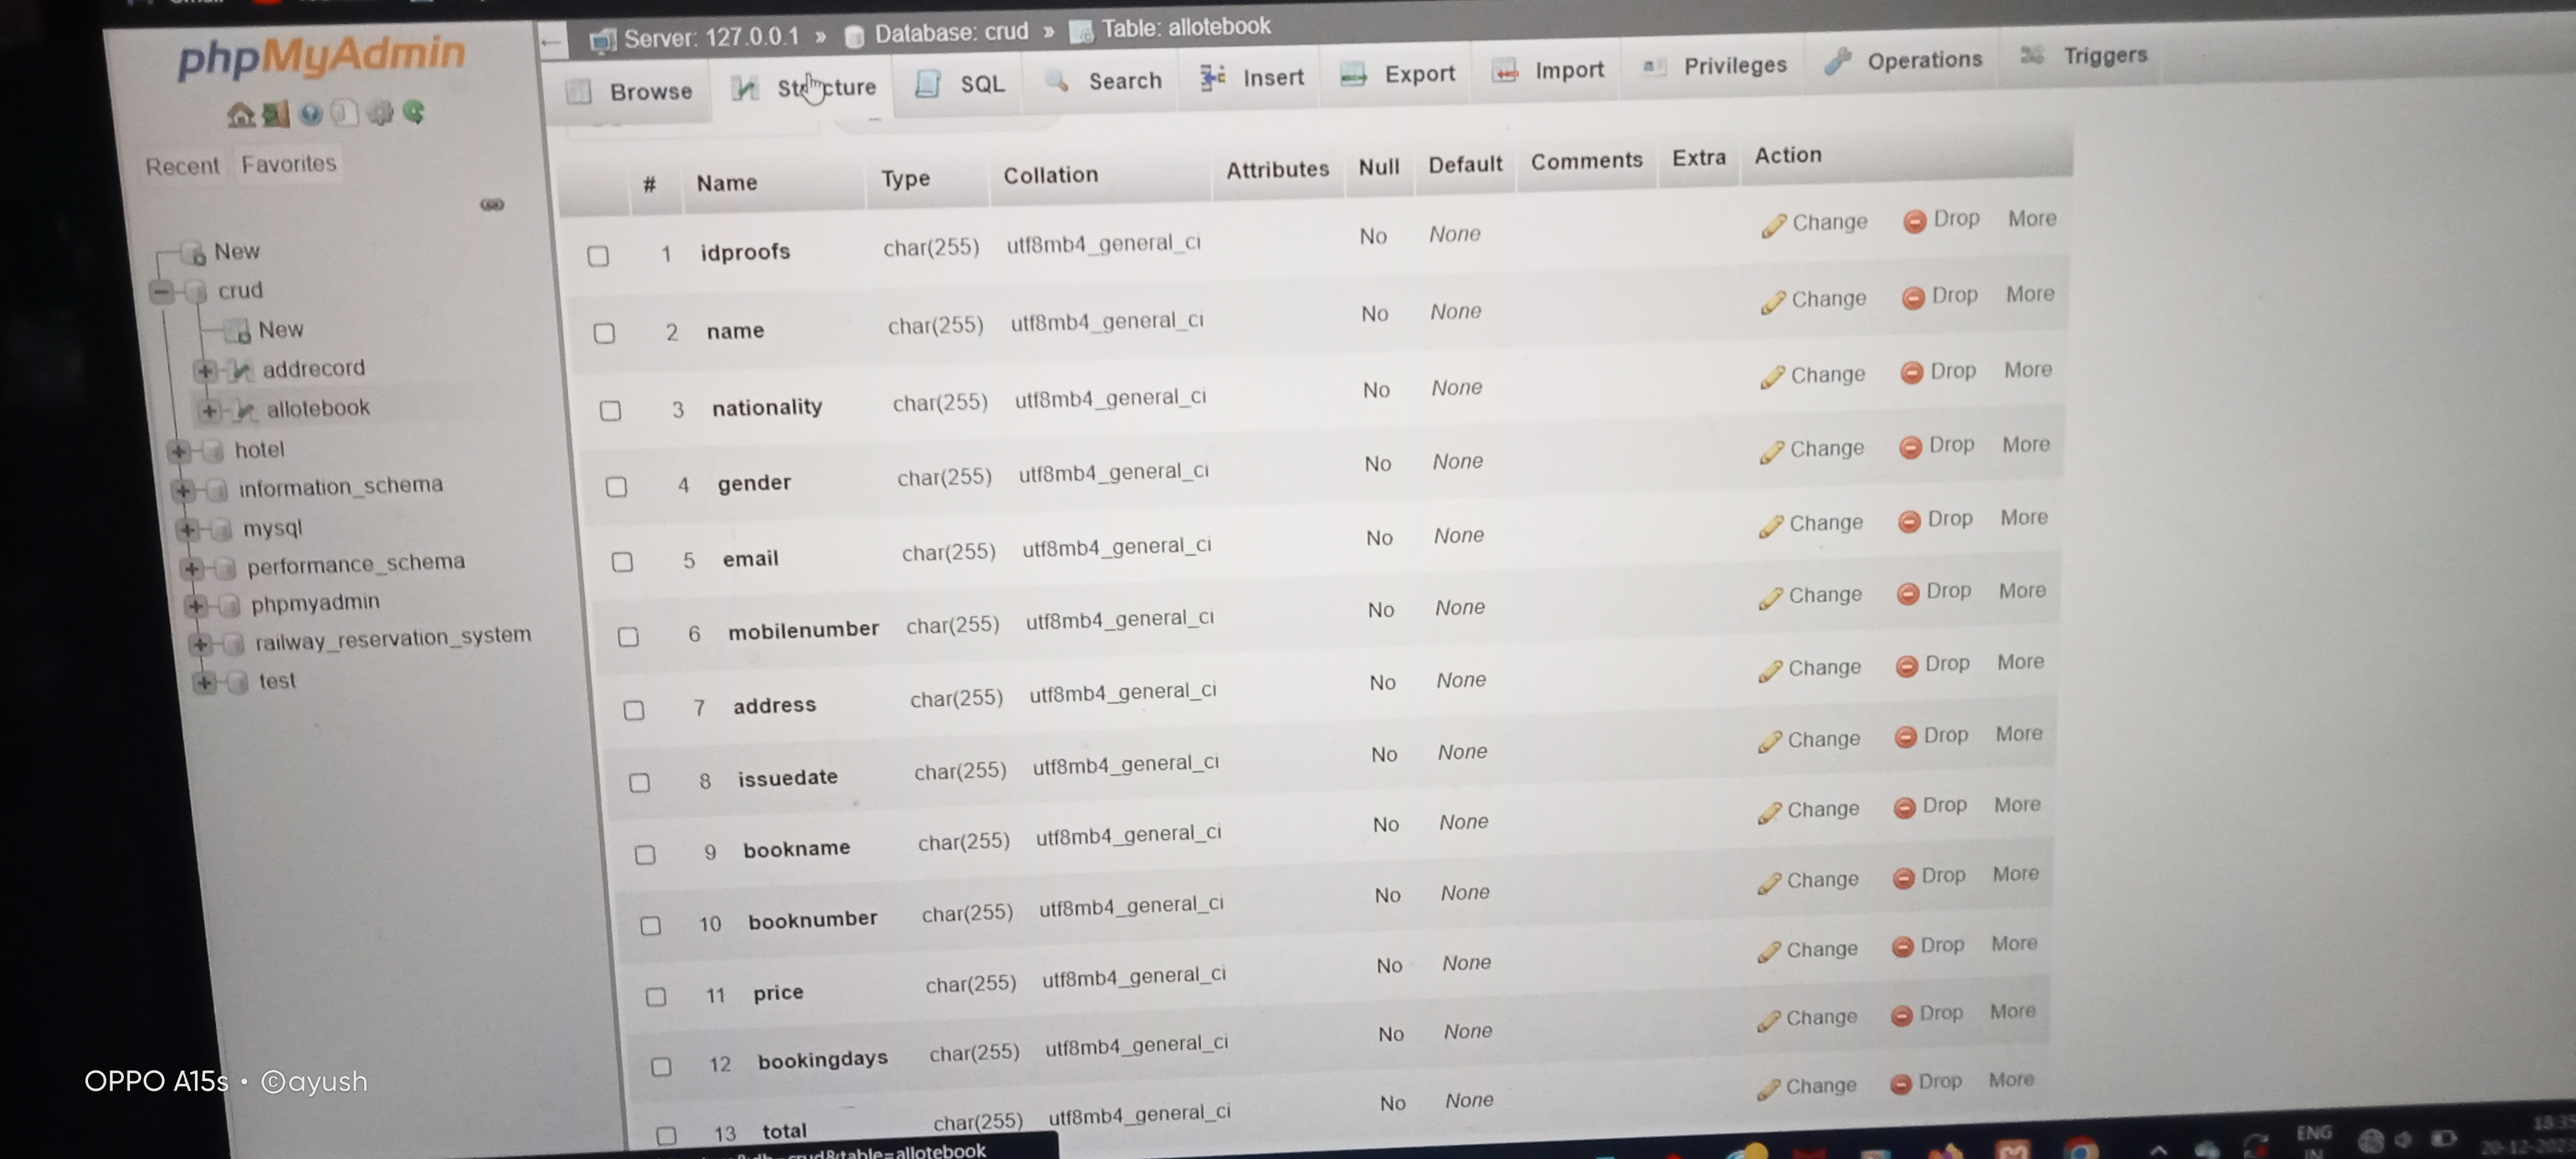 phpMyAdmin
Recent Favorites
New
crud
New
addrecord
allotebook
hotel
information_schema
mysql
performance_schema
phpmyadmin
railway_reservation_system
test
Server: 127.0.0.1 » Database: crud » Table: allotebook
Browse Structure SQL Search Insert Export Import Privileges Operations Triggers
# Name Type Collation Attributes Null Default Comments Extra Action
1 idproofs char(255) utf8mb4_general_ci No None Change Drop More
2 name char(255) utf8mb4_general_ci No None Change Drop More
3 nationality char(255) utf8mb4_general_ci No None Change Drop More
4 gender char(255) utf8mb4_general_ci No None Change Drop More
5 email char(255) utf8mb4_general_ci No None Change Drop More
6 mobilenumber char(255) utf8mb4_general_ci No None Change Drop More
7 address char(255) utf8mb4_general_ci No None Change Drop More
8 issuedate char(255) utf8mb4_general_ci No None Change Drop More
9 bookname char(255) utf8mb4_general_ci No None Change Drop More
10 booknumber char(255) utf8mb4_general_ci No None Change Drop More
11 price char(255) utf8mb4_general_ci No None Change Drop More
12 bookingdays char(255) utf8mb4_general_ci No None Change Drop More
13 total char(255) utf8mb4_general_ci No None Change Drop More
crud&table=allotebook
ENG
IN
OPPO A15s • ©ayush